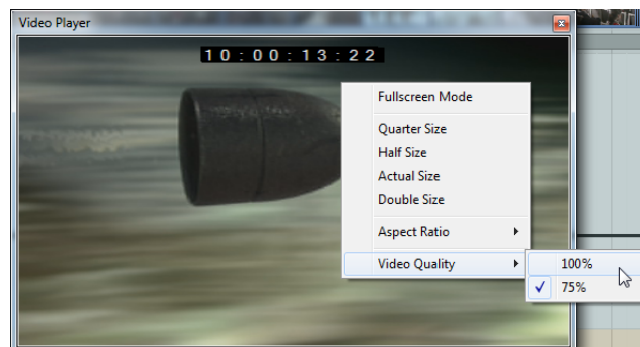 Video Player
10:00:13:22
Fullscreen Mode
Quarter Size
Half Size
Actual Size
Double Size
Aspect Ratio
Video Quality
100%
75%